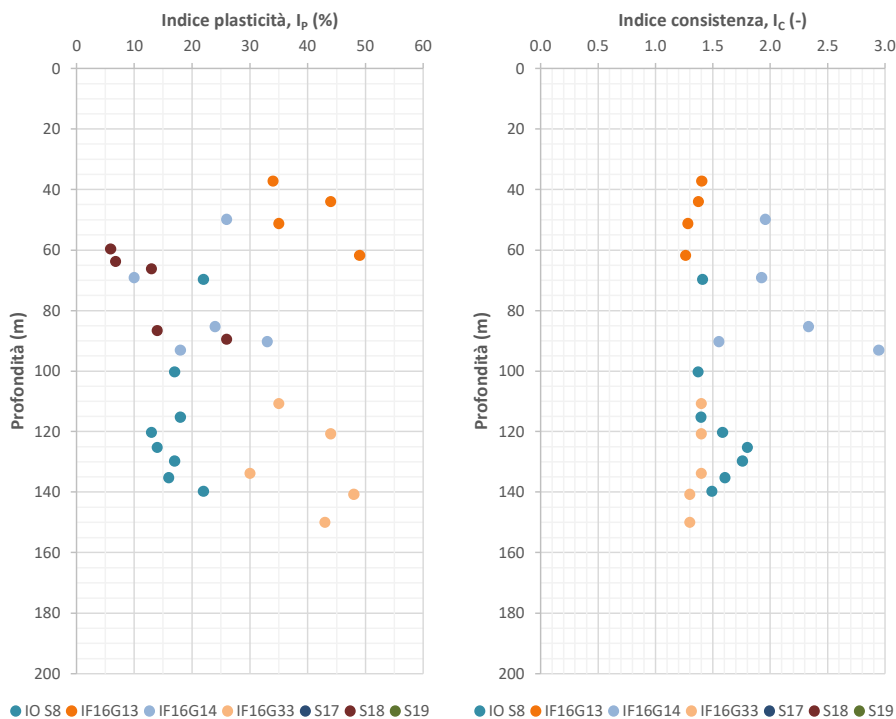 Indice plasticità, IP (%)
0 10 20 30 40 50 60
0
20
40
60
80
100
120
140
160
180
200
Profondità (m)
IO S8 IF16G13 IF16G14 IF16G33 S17 S18 S19
Indice consistenza, IC (-)
0.0 0.5 1.0 1.5 2.0 2.5 3.0
0
20
40
60
80
100
120
140
160
180
200
Profondità (m)
IO S8 IF16G13 IF16G14 IF16G33 S17 S18 S19